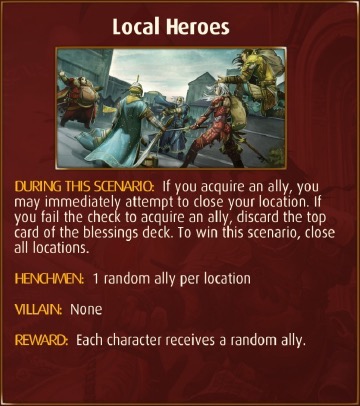 Local Heroes
DURING THIS SCENARIO: If you acquire an ally, you
may immediately attempt to close your location. If
you fail the check to acquire an ally, discard the top
card of the blessings deck. To win this scenario, close
all locations.
HENCHMEN: 1 random ally per location
VILLAIN: None
REWARD: Each character receives a random ally.